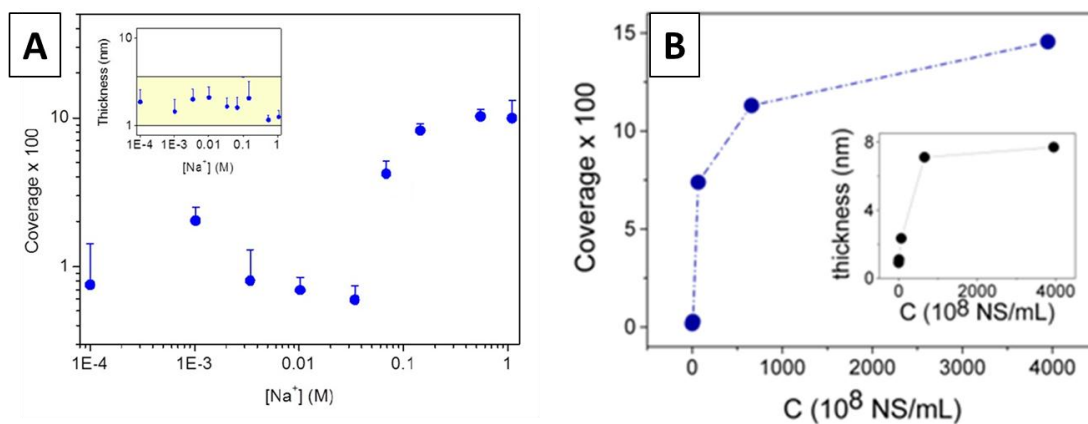 A
Coverage x 100
10
1
1E-4
1E-3
0.01
0.1
1
[Na⁺] (M)
Thickness (nm)
10
1
1E-4
1E-3
0.01
0.1
1
[Na⁺] (M)
B
Coverage x 100
15
10
5
0
0
1000
2000
3000
4000
C (10⁸ NS/mL)
thickness (nm)
8
4
0
0
2000
4000
C (10⁸ NS/mL)